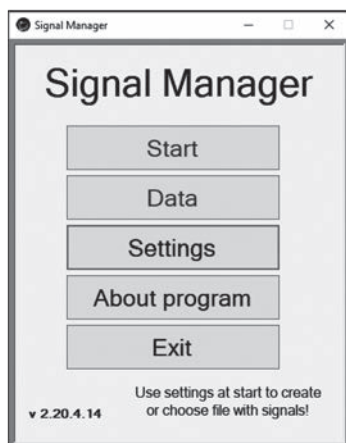 Signal Manager
Signal Manager
Start
Data
Settings
About program
Exit
Use settings at start to create
or choose file with signals!
v 2.20.4.14